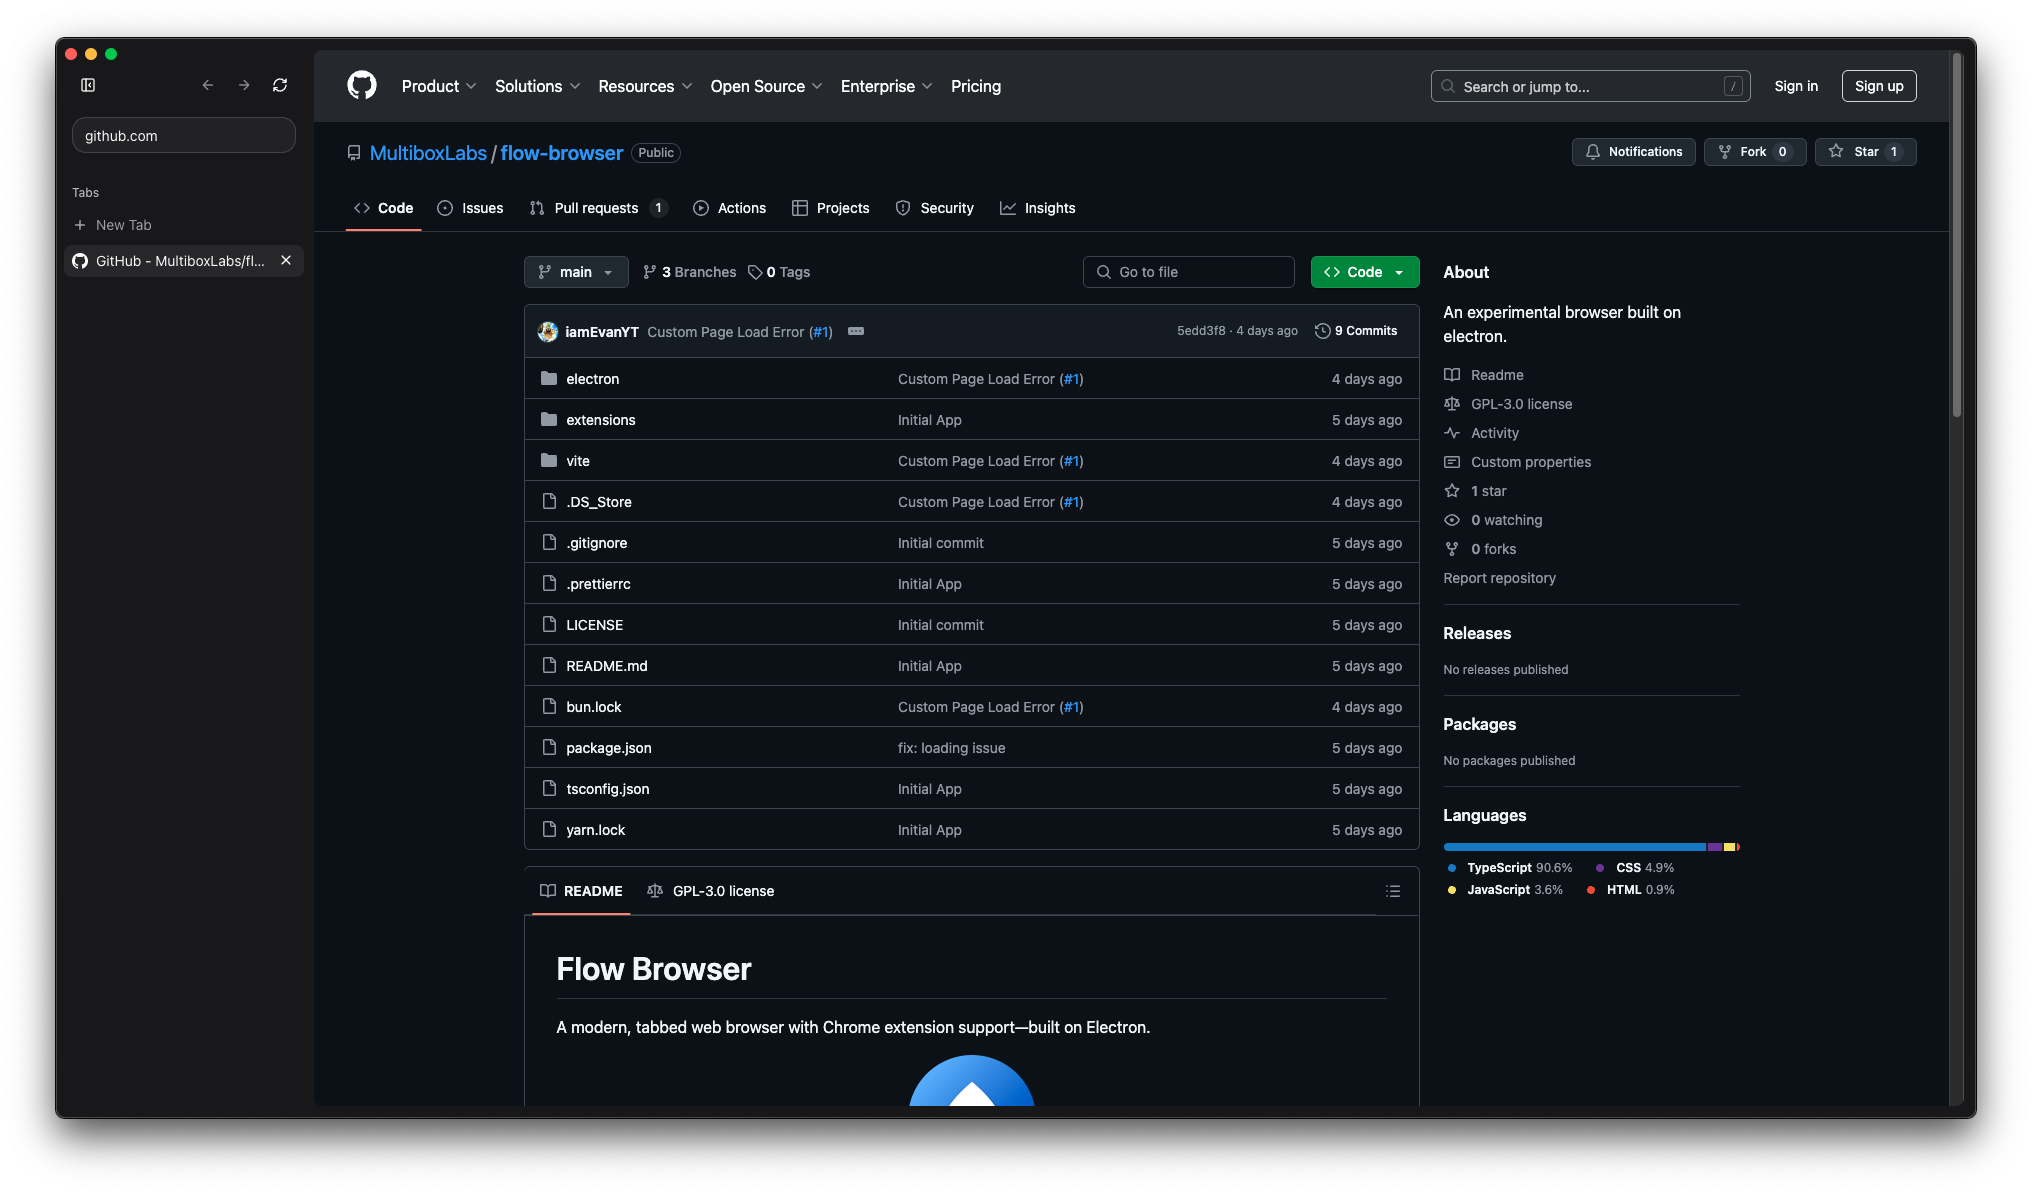 github.com
Tabs
New Tab
GitHub - MultiboxLabs/fl...
Product Solutions Resources Open Source Enterprise Pricing
Search or jump to... /
Sign in
Sign up
MultiboxLabs / flow-browser Public
Notifications
Fork 0
Star 1
Code Issues Pull requests 1 Actions Projects Security Insights
main 3 Branches 0 Tags
Go to file
Code
iamEvanYT Custom Page Load Error (#1) 5edd3f8 · 4 days ago 9 Commits
electron Custom Page Load Error (#1) 4 days ago
extensions Initial App 5 days ago
vite Custom Page Load Error (#1) 4 days ago
.DS_Store Custom Page Load Error (#1) 4 days ago
.gitignore Initial commit 5 days ago
.prettierrc Initial App 5 days ago
LICENSE Initial commit 5 days ago
README.md Initial App 5 days ago
bun.lock Custom Page Load Error (#1) 4 days ago
package.json fix: loading issue 5 days ago
tsconfig.json Initial App 5 days ago
yarn.lock Initial App 5 days ago
README GPL-3.0 license
Flow Browser
A modern, tabbed web browser with Chrome extension support—built on Electron.
About
An experimental browser built on
electron.
Readme
GPL-3.0 license
Activity
Custom properties
1 star
0 watching
0 forks
Report repository
Releases
No releases published
Packages
No packages published
Languages
TypeScript 90.6% CSS 4.9%
JavaScript 3.6% HTML 0.9%